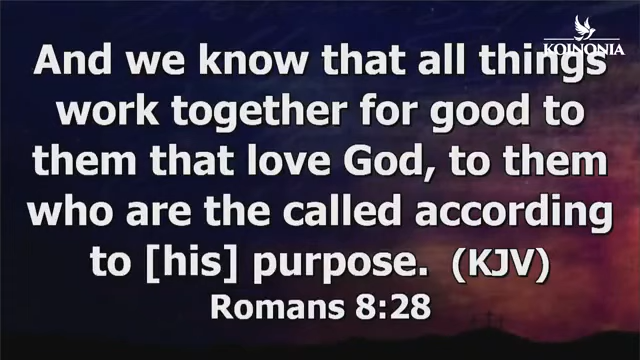 KOINONIA
And we know that all things
work together for good to
them that love God, to them
who are the called according
to [his] purpose. (KJV)
Romans 8:28